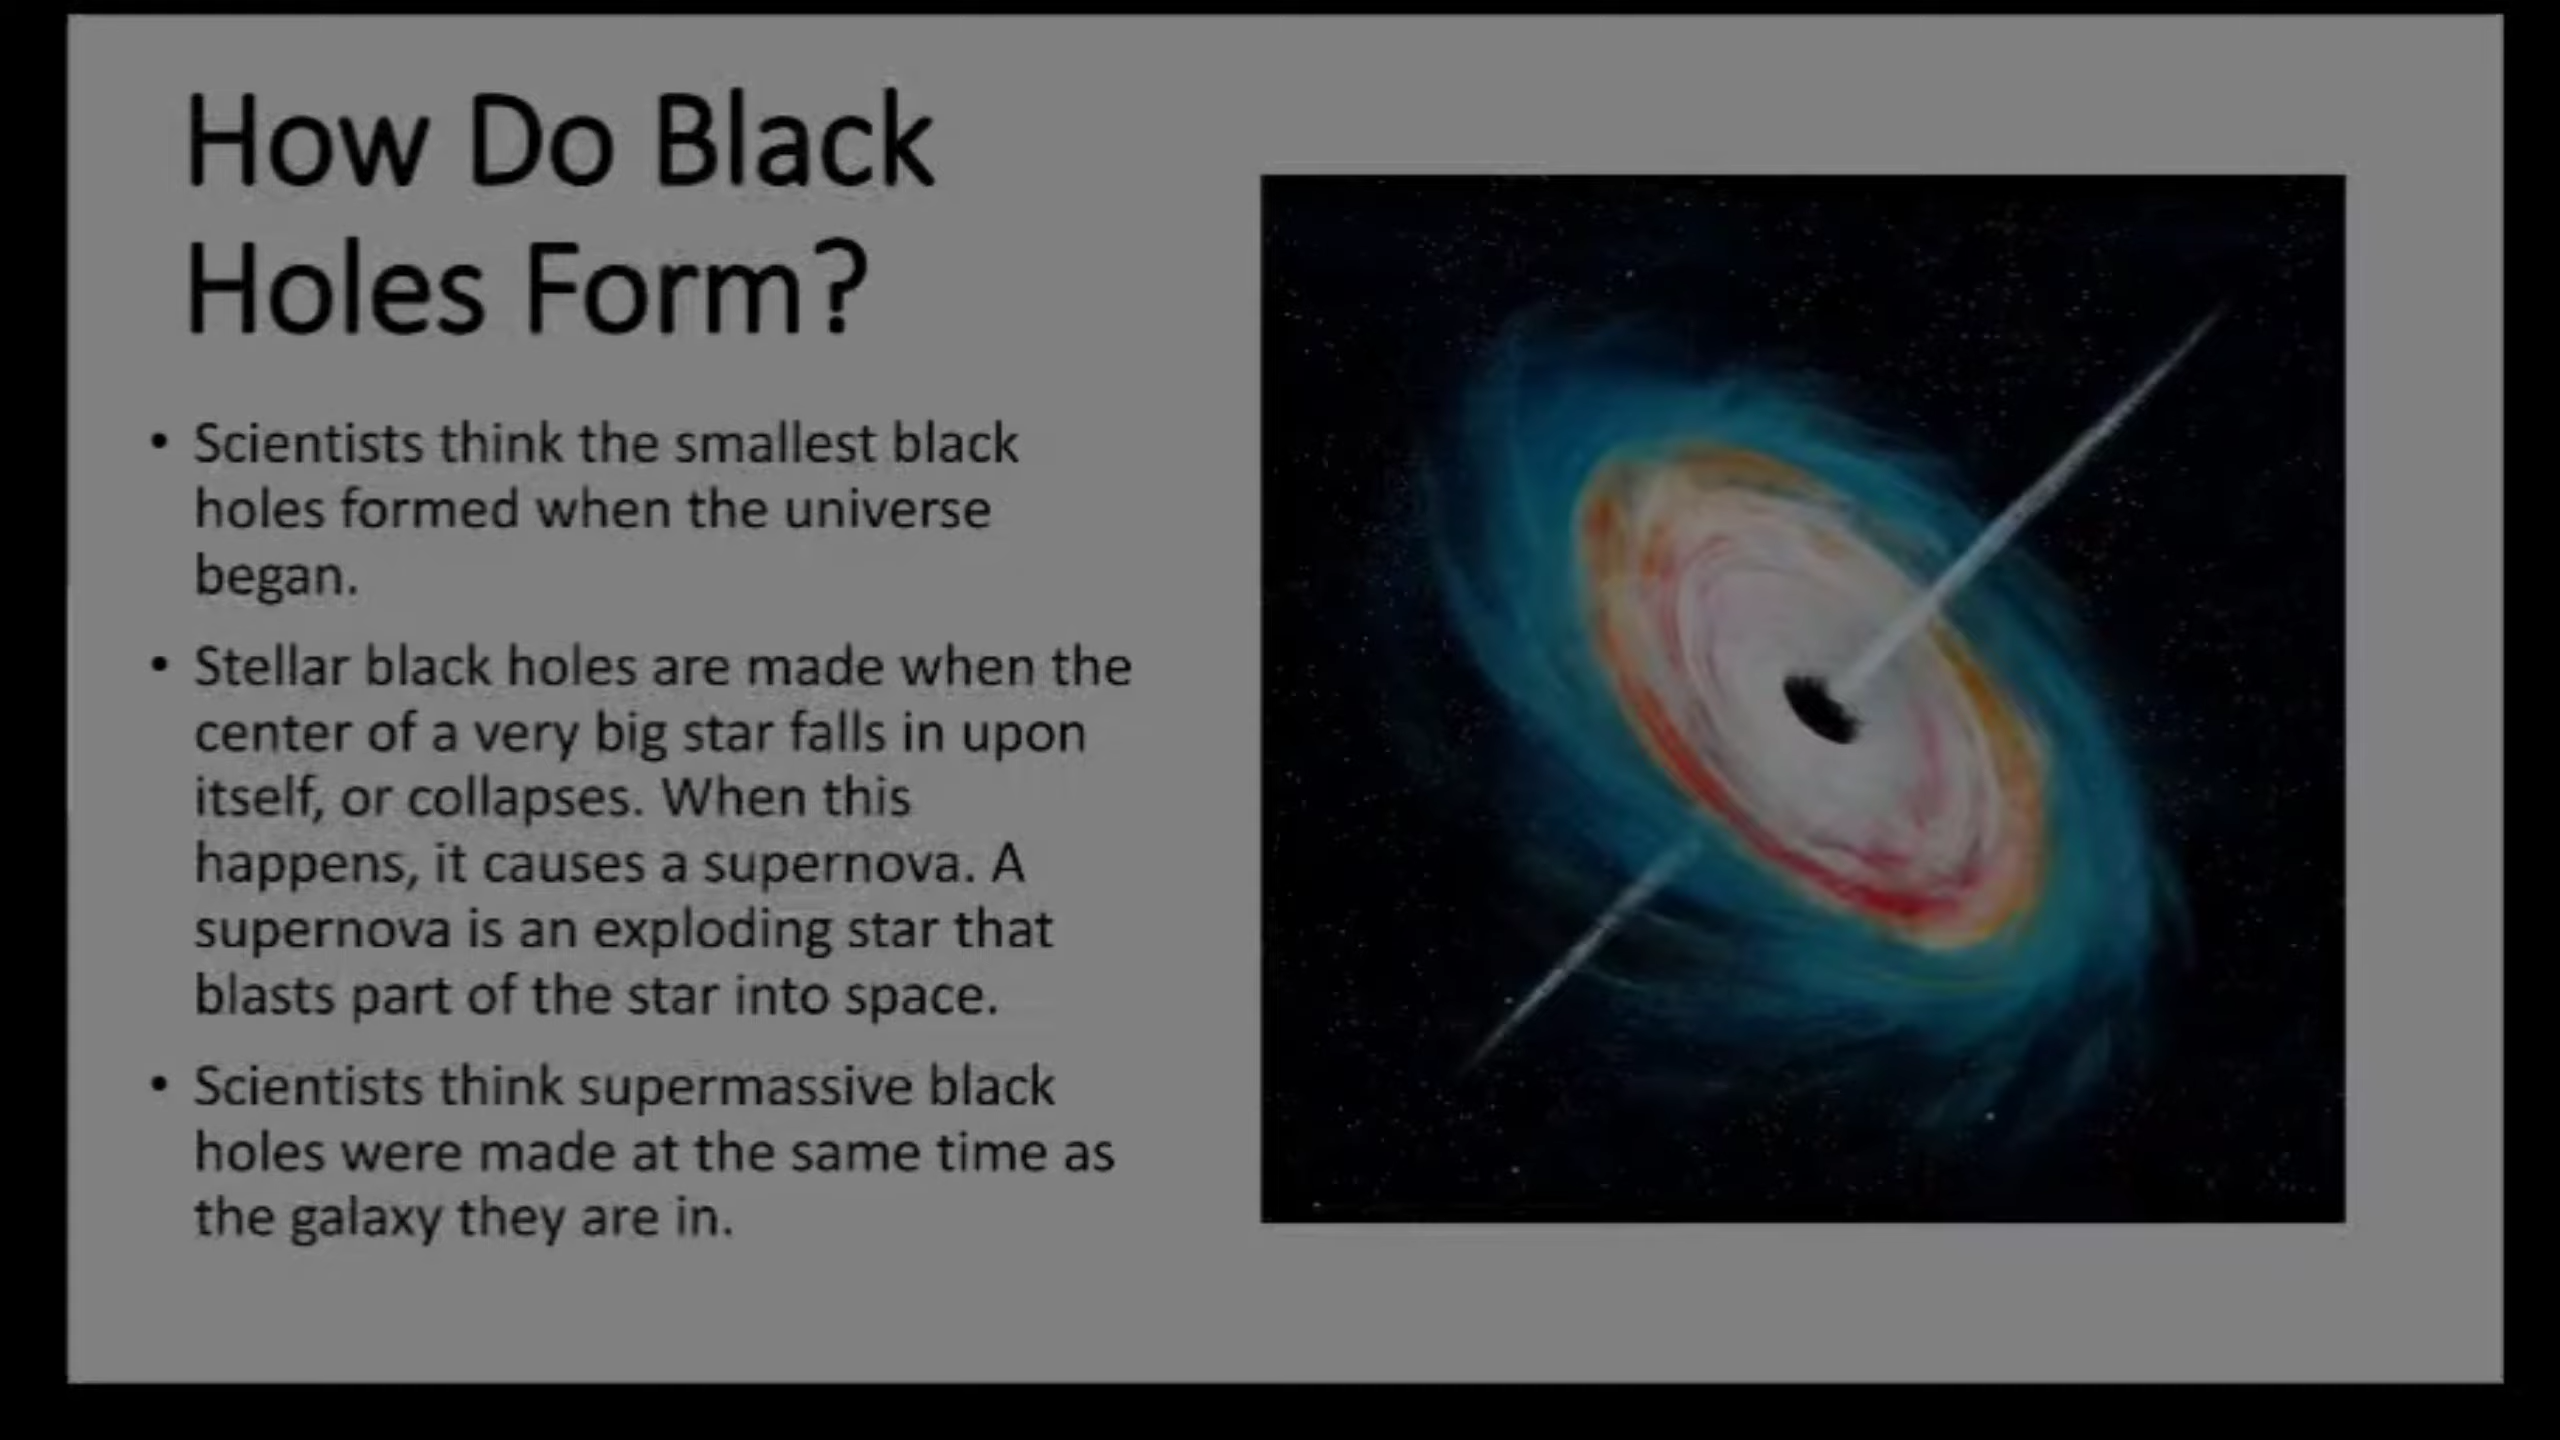 How Do Black
Holes Form?
• Scientists think the smallest black
holes formed when the universe
began.
• Stellar black holes are made when the
center of a very big star falls in upon
itself, or collapses. When this
happens, it causes a supernova. A
supernova is an exploding star that
blasts part of the star into space.
• Scientists think supermassive black
holes were made at the same time as
the galaxy they are in.